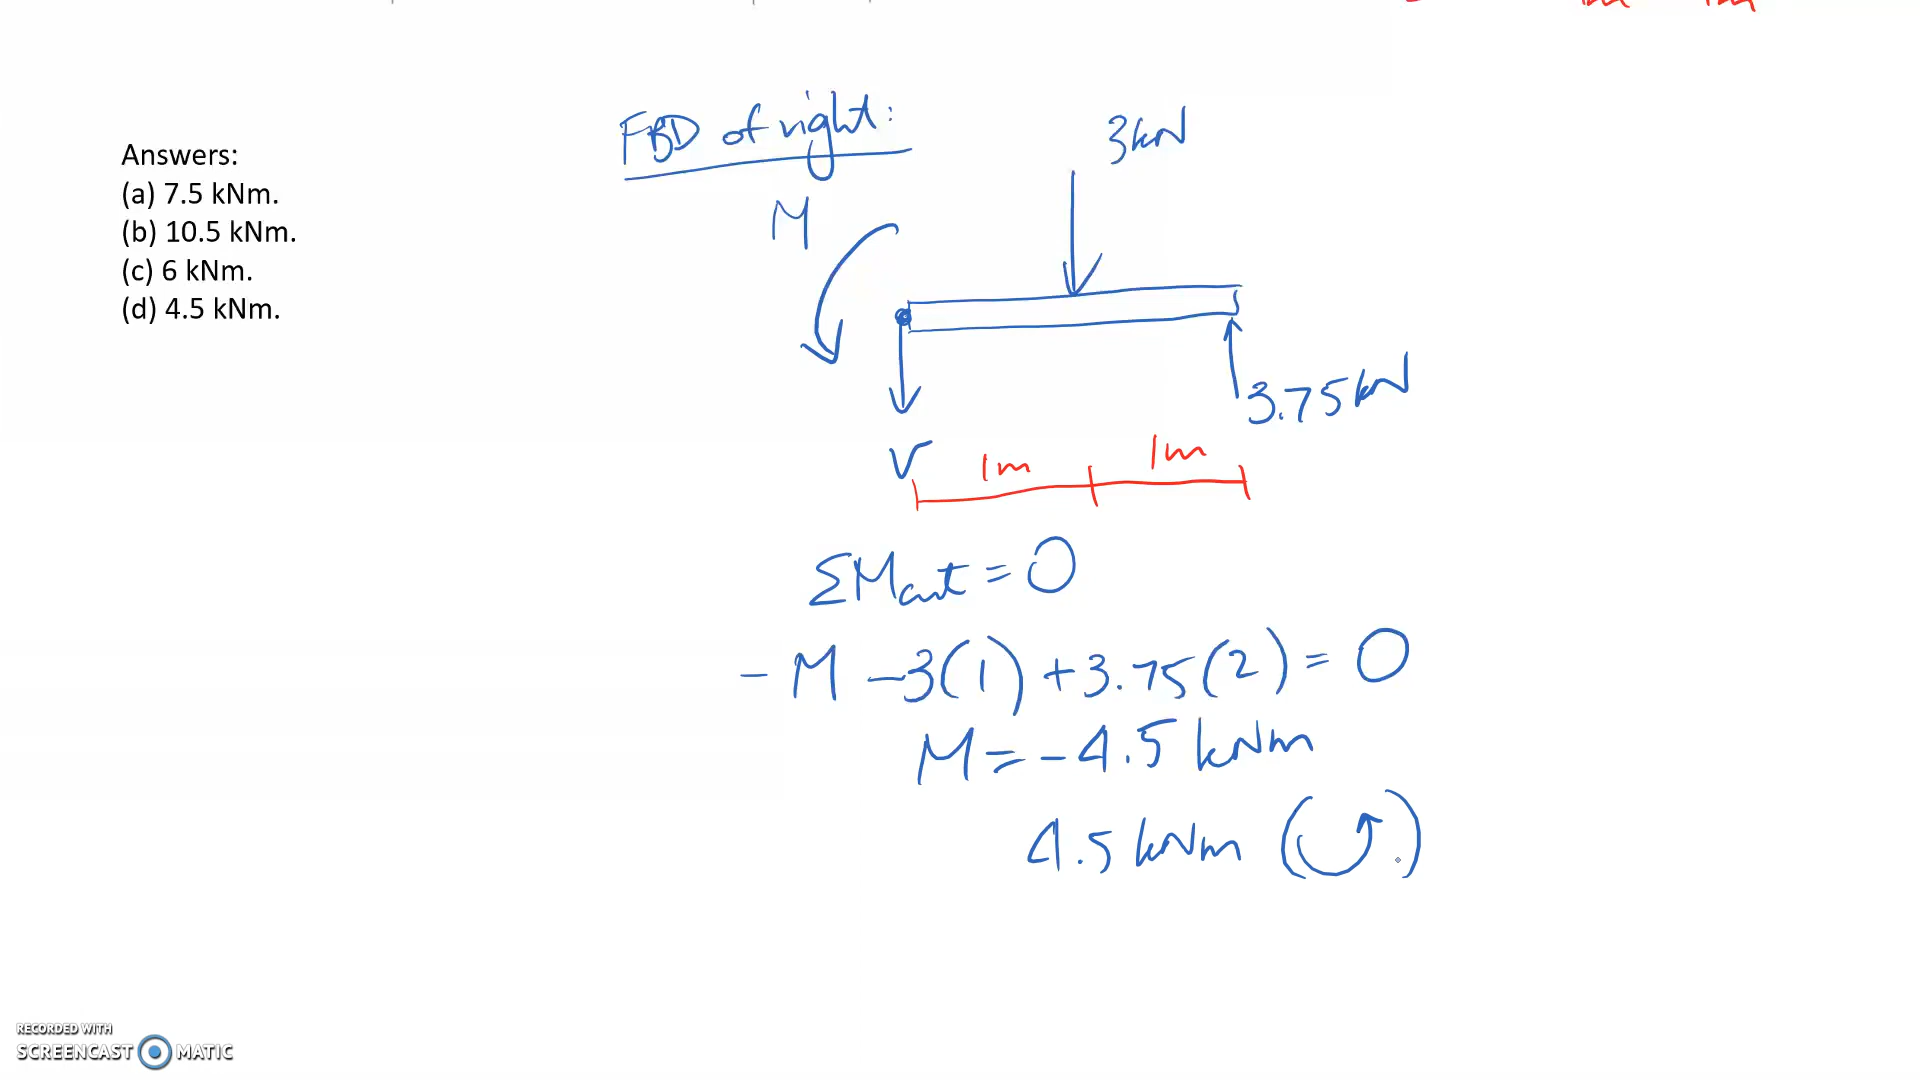 Answers:
(a) 7.5 kNm.
(b) 10.5 kNm.
(c) 6 kNm.
(d) 4.5 kNm.
FBD of right:
3kN
M
3.75kN
V
1m 1m
ΣMcut = 0
-M -3(1) +3.75(2) = 0
M = -4.5 kNm
4.5 kNm ( )
RECORDED WITH
SCREENCAST MATIC